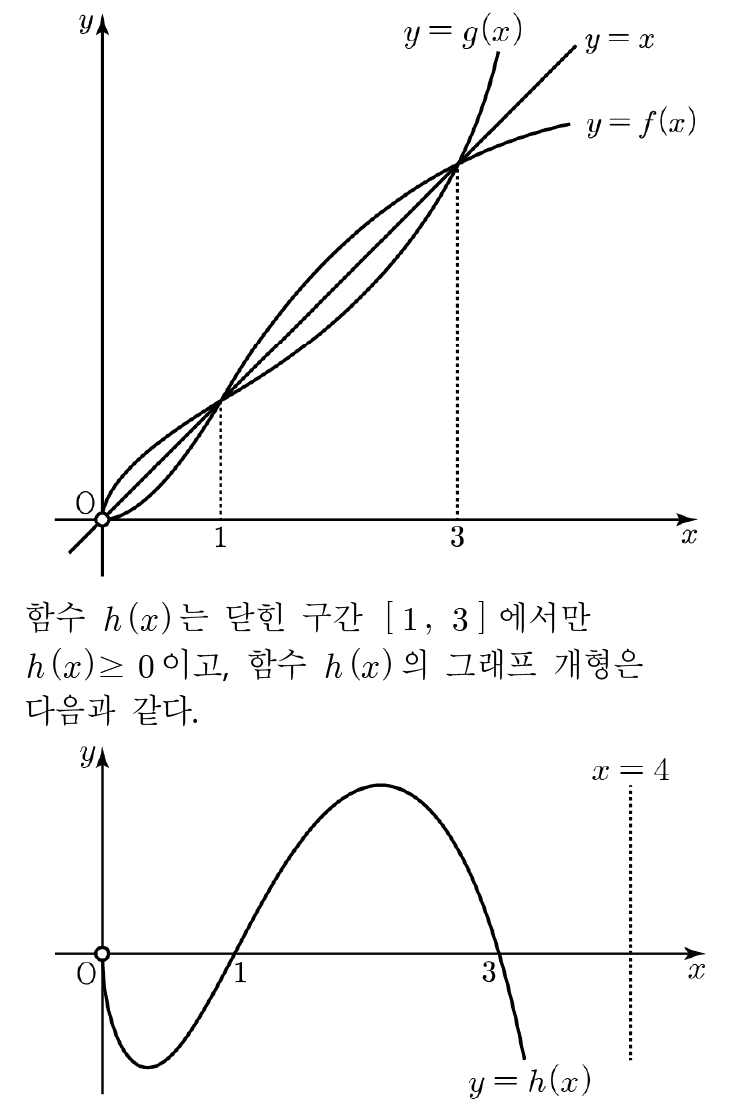 y
y = g(x)
y = x
y = f(x)
O
1
3
x
함수 h(x)는 닫힌 구간 [1, 3]에서만
h(x)≥ 0이고, 함수 h(x)의 그래프 개형은
다음과 같다.
y
x = 4
O
1
3
x
y = h(x)